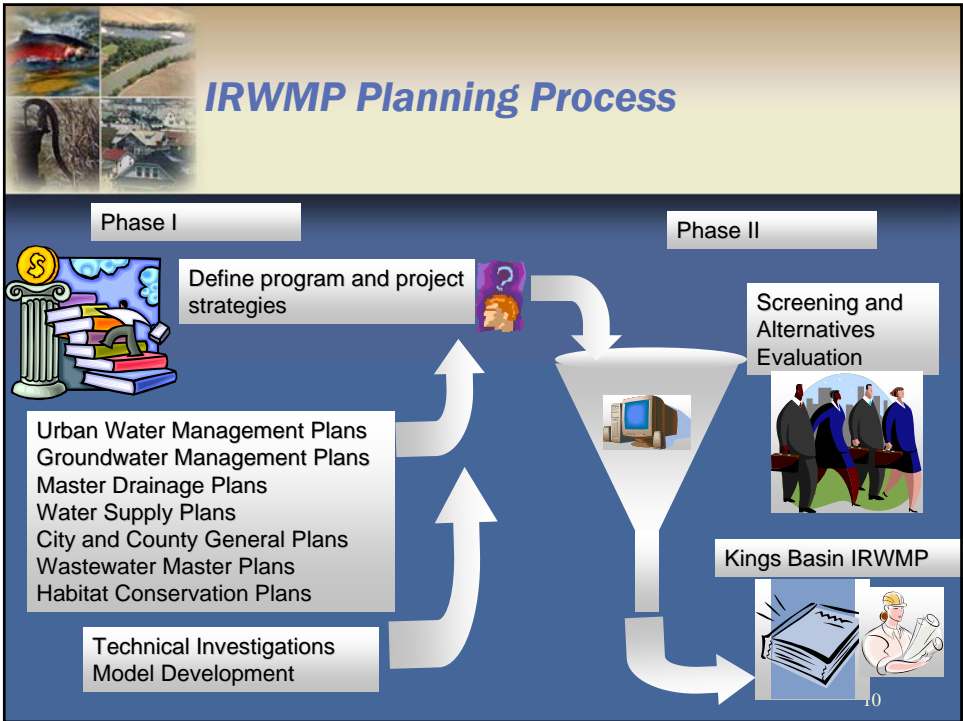 IRWMP Planning Process
Phase I
Phase II
Define program and project
strategies
Screening and
Alternatives
Evaluation
Urban Water Management Plans
Groundwater Management Plans
Master Drainage Plans
Water Supply Plans
City and County General Plans
Wastewater Master Plans
Habitat Conservation Plans
Kings Basin IRWMP
Technical Investigations
Model Development
10